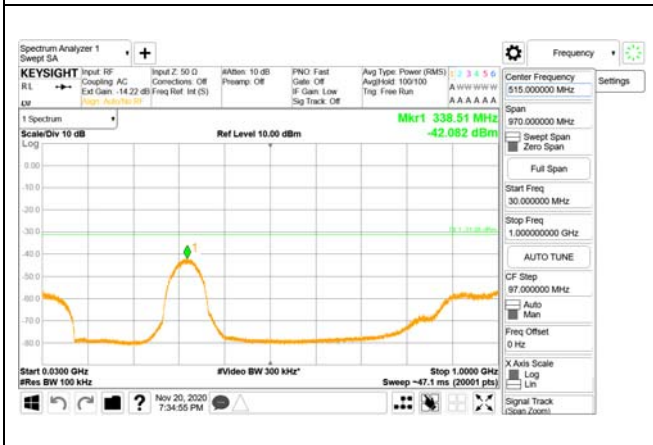 Spectrum Analyzer 1
Swept SA
Frequency
KEYSIGHT
Input: RF
Input Z: 50 Ω
#Atten: 10 dB
PNO: Fast
Avg Type: Power (RMS)
1 2 3 4 5 6
RL
Coupling: AC
Corrections: Off
Preamp: Off
Gate: Off
Avg|Hold: 100/100
A W W W W W
Ext Gain: -14.22 dB
Freq Ref: Int (S)
IF Gain: Low
Trig: Free Run
Align: Auto/No RF
Sig Track: Off
A A A A A A
Center Frequency
515.000000 MHz
Settings
1 Spectrum
Mkr1 338.51 MHz
Scale/Div 10 dB
Ref Level 10.00 dBm
-42.082 dBm
Log
Span
970.000000 MHz
Swept Span
Zero Span
Full Span
0.00
-10.0
-20.0
-30.0
-40.0
-50.0
-60.0
-70.0
-80.0
1
Start Freq
30.000000 MHz
Stop Freq
1.000000000 GHz
AUTO TUNE
CF Step
97.000000 MHz
Auto
Man
Freq Offset
0 Hz
X Axis Scale
Log
Lin
Signal Track
(Span Zoom)
Start 0.0300 GHz
#Video BW 300 kHz*
Stop 1.0000 GHz
#Res BW 100 kHz
Sweep ~47.1 ms (20001 pts)
Nov 20, 2020
7:34:55 PM